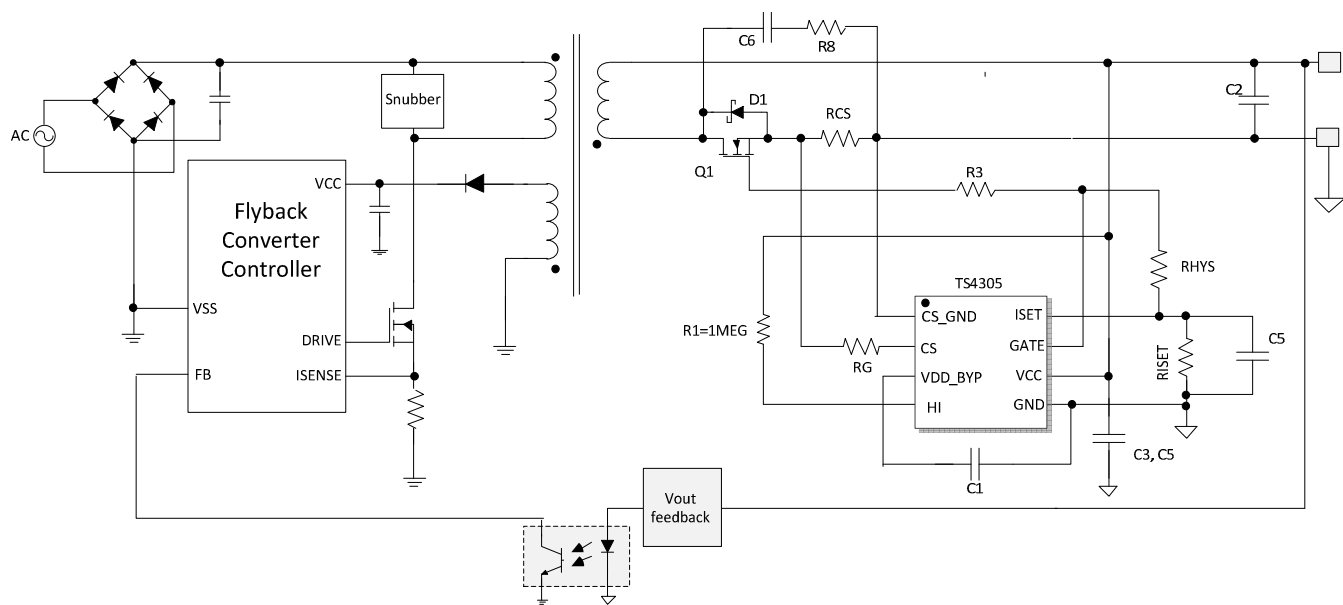 C6
R8
Snubber
D1
C2
RCS
AC
Q1
VCC
R3
Flyback
Converter
Controller
RHYS
TS4305
VSS
CS_GND
ISET
R1=1MEG
DRIVE
CS
GATE
C5
RG
RISET
FB
ISENSE
VDD_BYP
VCC
HI
GND
C3, C5
C1
Vout
feedback